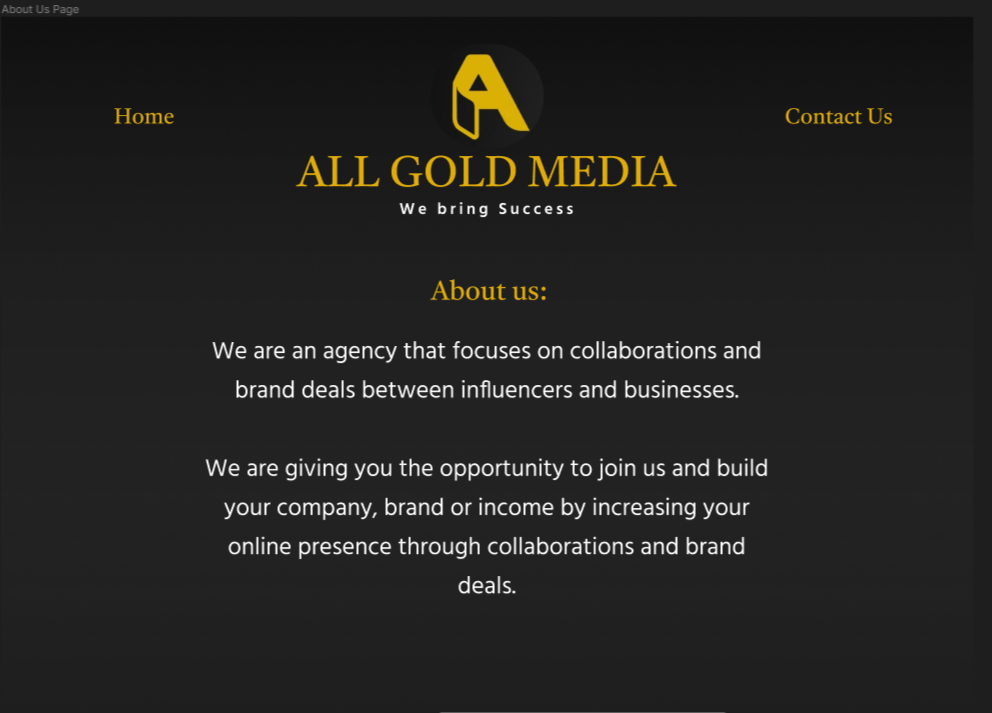 About Us Page
Home
Contact Us
A
ALL GOLD MEDIA
We bring Success
About us:
We are an agency that focuses on collaborations and
brand deals between influencers and businesses.
We are giving you the opportunity to join us and build
your company, brand or income by increasing your
online presence through collaborations and brand
deals.